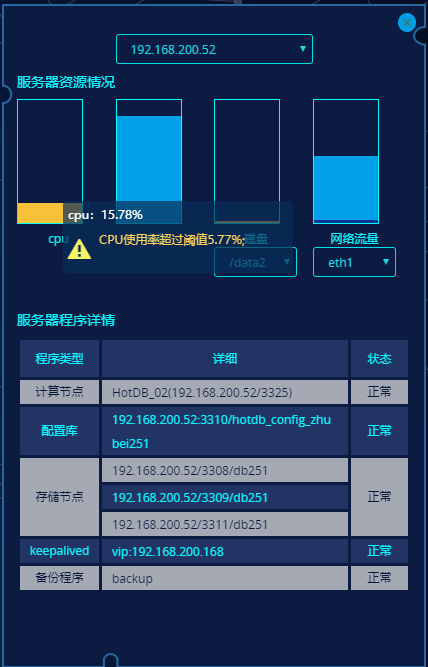 192.168.200.52
服务器资源情况
cpu：15.78%
CPU使用率超过阈值5.77%;
cpu
磁盘
网络流量
/data2
eth1
服务器程序详情
程序类型 详细 状态
计算节点 HotDB_02(192.168.200.52/3325) 正常
配置库 192.168.200.52:3310/hotdb_config_zhu
bei251 正常
192.168.200.52/3308/db251
存储节点 192.168.200.52/3309/db251 正常
192.168.200.52/3311/db251
keepalived vip:192.168.200.168 正常
备份程序 backup 正常